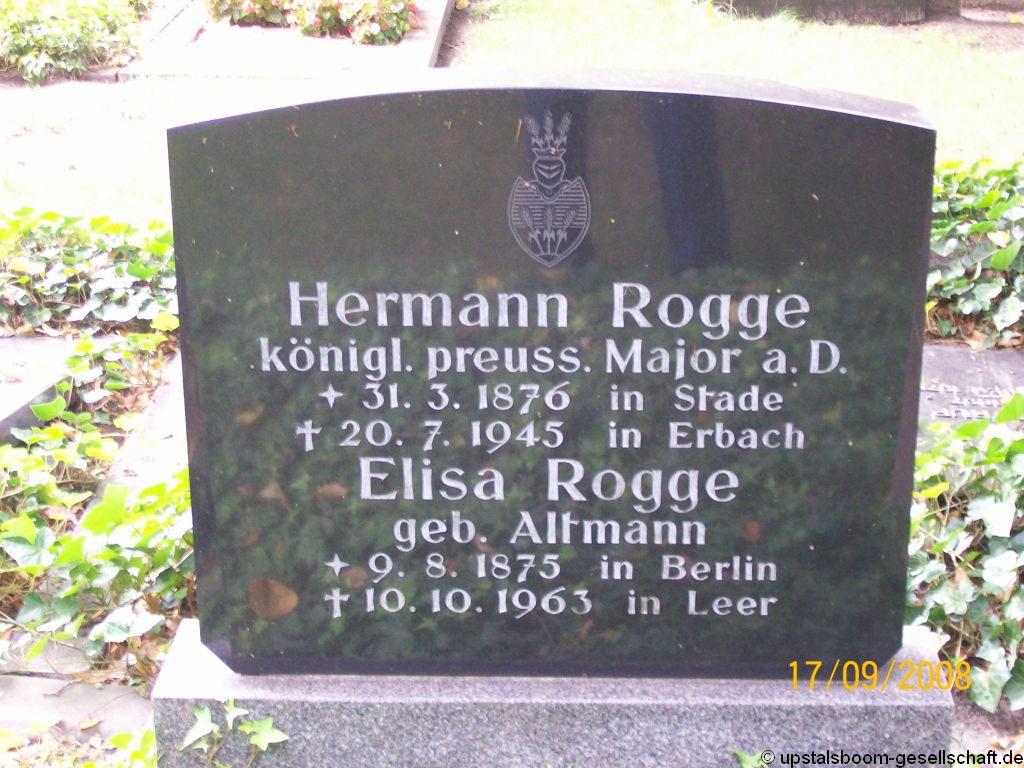 Hermann Rogge
königl. preuss. Major a. D.
✦ 31. 3. 1876 in Stade
✝ 20. 7. 1945 in Erbach
Elisa Rogge
geb. Altmann
✦ 9. 8. 1875 in Berlin
✝ 10. 10. 1963 in Leer
17/09/2008
© upstalsboom-gesellschaft.de